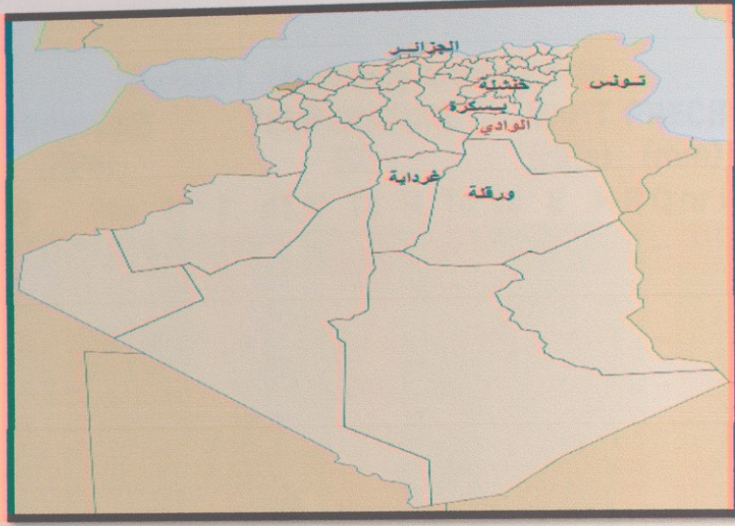 الجزائر
تونس
خنشلة
بسكرة
الوادي
غرداية
ورقلة